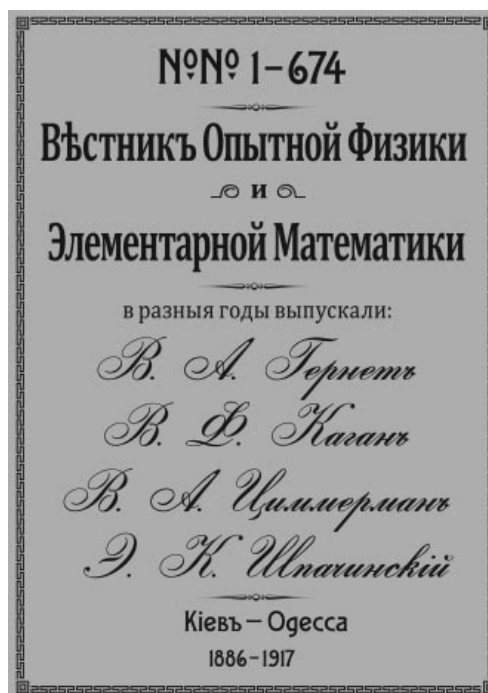 №№ 1–674
Вѣстникъ Опытной Физики
и
Элементарной Математики
в разныя годы выпускали:
В. А. Гернетъ
В. Ф. Каганъ
В. А. Циммерманъ
Э. К. Шпачинскій
Кіевъ – Одесса
1886–1917